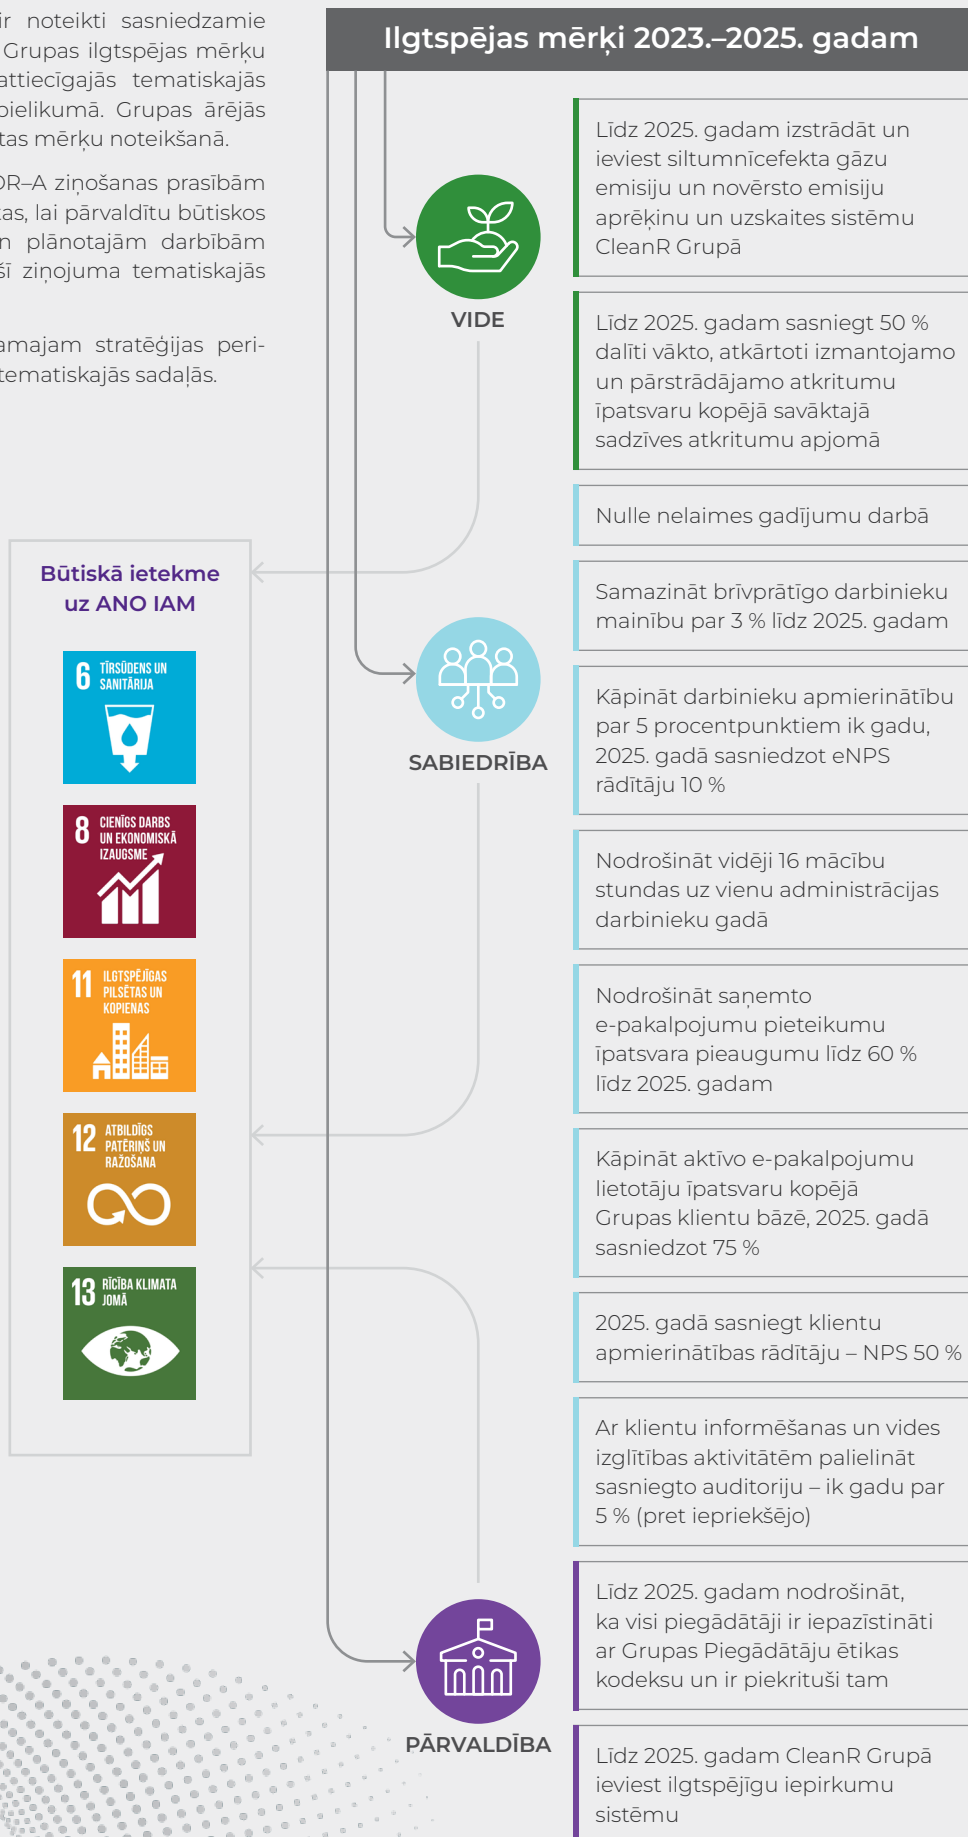 ir noteikti sasniedzamie
Grupas ilgtspējas mērķu
attiecīgajās tematiskajās
pielikumā. Grupas ārējās
mērķu noteikšanā.
ziņošanas prasībām
lai pārvaldītu būtiskos
plānotajām darbībām
šī ziņojuma tematiskajās
stratēģijas peri-
tematiskajās sadaļās.
Ilgtspējas mērķi 2023.–2025. gadam
VIDE
Līdz 2025. gadam izstrādāt un
ieviest siltumnīcefekta gāzu
emisiju un novērsto emisiju
aprēķinu un uzskaites sistēmu
CleanR Grupā
Līdz 2025. gadam sasniegt 50 %
dalīti vākto, atkārtoti izmantojamo
un pārstrādājamo atkritumu
īpatsvaru kopējā savāktajā
sadzīves atkritumu apjomā
SABIEDRĪBA
Nulle nelaimes gadījumu darbā
Samazināt brīvprātīgo darbinieku
mainību par 3 % līdz 2025. gadam
Kāpināt darbinieku apmierinātību
par 5 procentpunktiem ik gadu,
2025. gadā sasniedzot eNPS
rādītāju 10 %
Nodrošināt vidēji 16 mācību
stundas uz vienu administrācijas
darbinieku gadā
Nodrošināt saņemto
e-pakalpojumu pieteikumu
īpatsvara pieaugumu līdz 60 %
līdz 2025. gadam
Kāpināt aktīvo e-pakalpojumu
lietotāju īpatsvaru kopējā
Grupas klientu bāzē, 2025. gadā
sasniedzot 75 %
2025. gadā sasniegt klientu
apmierinātības rādītāju – NPS 50 %
Ar klientu informēšanas un vides
izglītības aktivitātēm palielināt
sasniegto auditoriju – ik gadu par
5 % (pret iepriekšējo)
PĀRVALDĪBA
Līdz 2025. gadam nodrošināt,
ka visi piegādātāji ir iepazīstināti
ar Grupas Piegādātāju ētikas
kodeksu un ir piekrituši tam
Līdz 2025. gadam CleanR Grupā
ieviest ilgtspējīgu iepirkumu
sistēmu
Būtiskā ietekme
uz ANO IAM
6 TĪRSŪDENS UN
SANITĀRIJA
8 CIENĪGS DARBS
UN EKONOMISKĀ
IZAUGSME
11 ILGTSPĒJĪGAS
PILSĒTAS UN
KOPIENAS
12 ATBILDĪGS
PATĒRIŅŠ UN
RAŽOŠANA
13 RĪCĪBA KLIMATA
JOMĀ